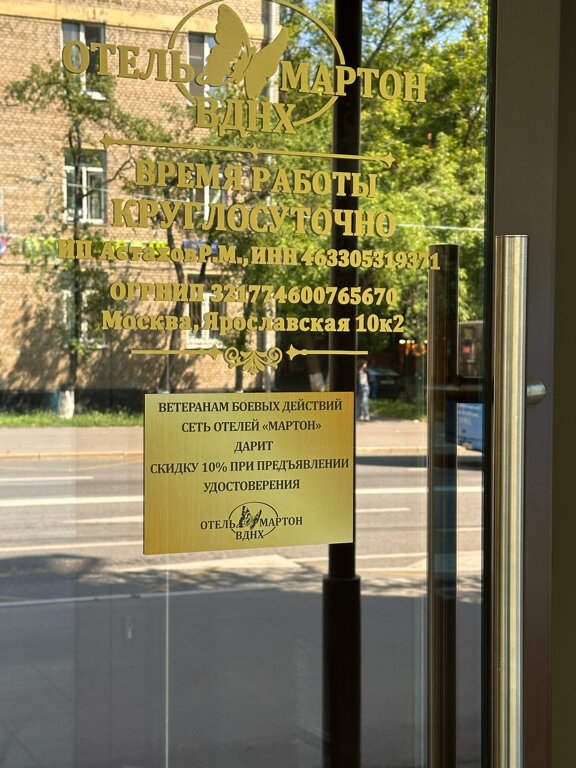 ОТЕЛЬ МАРТОН
ВДНХ
ВРЕМЯ РАБОТЫ
КРУГЛОСУТОЧНО
ИП Астахов Р.М., ИНН 463305319371
ОГРНИП 321774600765670
Москва, Ярославская 10к2
ВЕТЕРАНАМ БОЕВЫХ ДЕЙСТВИЙ
СЕТЬ ОТЕЛЕЙ «МАРТОН»
ДАРИТ
СКИДКУ 10% ПРИ ПРЕДЪЯВЛЕНИИ
УДОСТОВЕРЕНИЯ
ОТЕЛЬ МАРТОН
ВДНХ